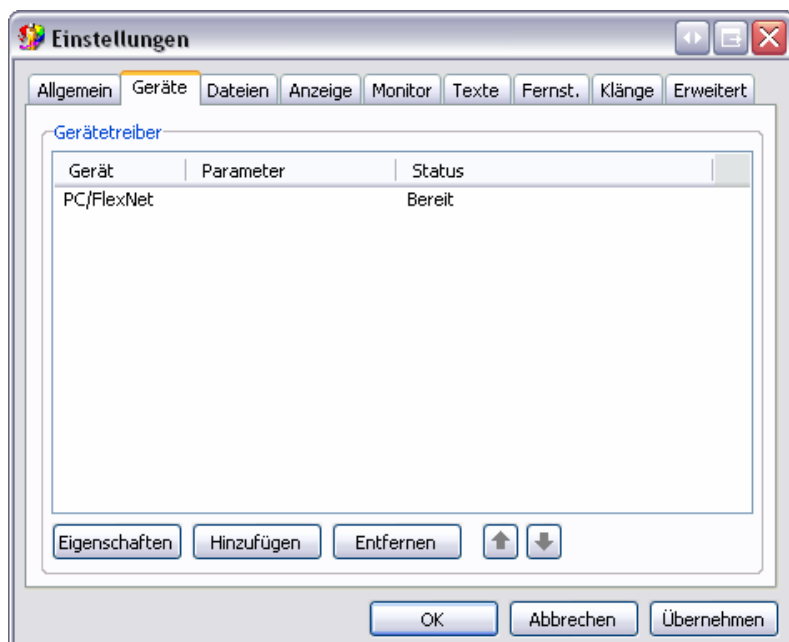 Einstellungen
Allgemein Geräte Dateien Anzeige Monitor Texte Fernst. Klänge Erweitert
Gerätetreiber
Gerät Parameter Status
PC/FlexNet Bereit
Eigenschaften Hinzufügen Entfernen
OK Abbrechen Übernehmen